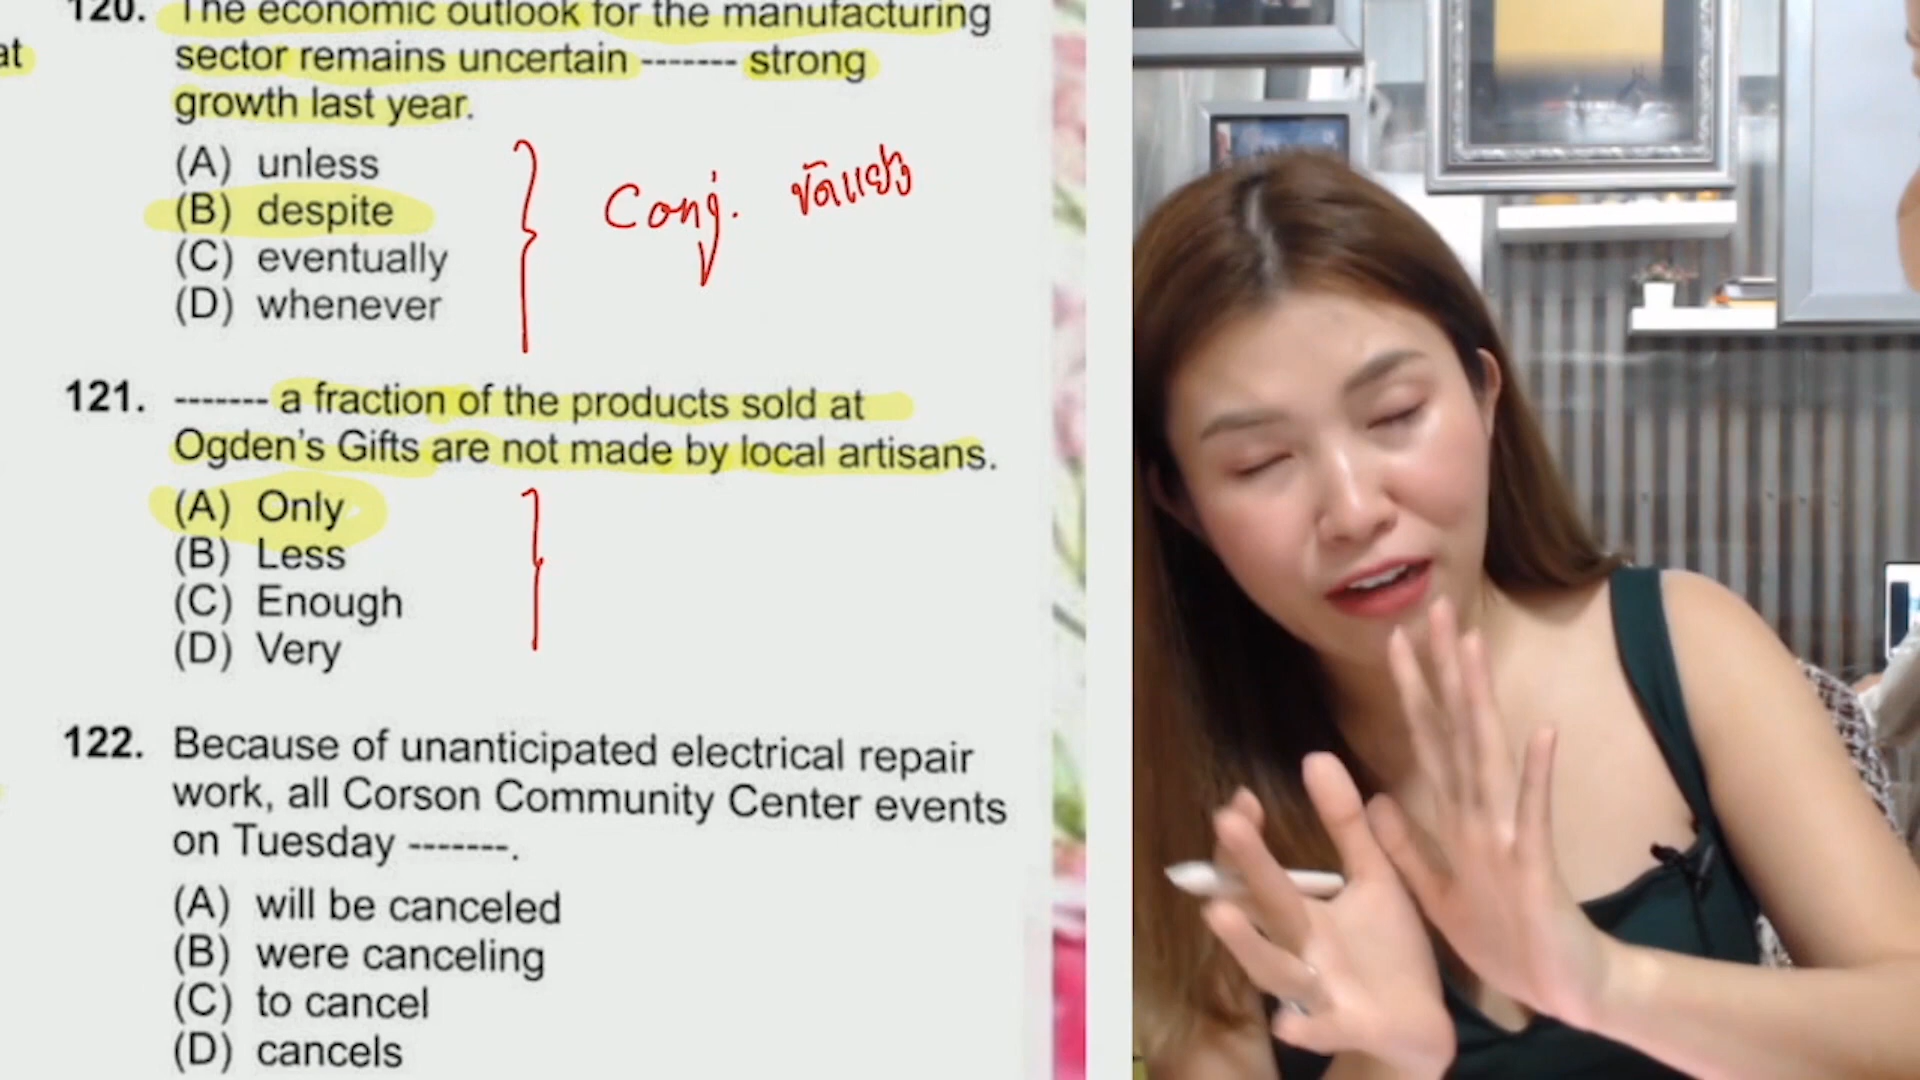 at
120. The economic outlook for the manufacturing
sector remains uncertain ------- strong
growth last year.
(A) unless
(B) despite
(C) eventually
(D) whenever
Conj. ขัดแย้ง
121. ------- a fraction of the products sold at
Ogden’s Gifts are not made by local artisans.
(A) Only
(B) Less
(C) Enough
(D) Very
122. Because of unanticipated electrical repair
work, all Corson Community Center events
on Tuesday -------.
(A) will be canceled
(B) were canceling
(C) to cancel
(D) cancels